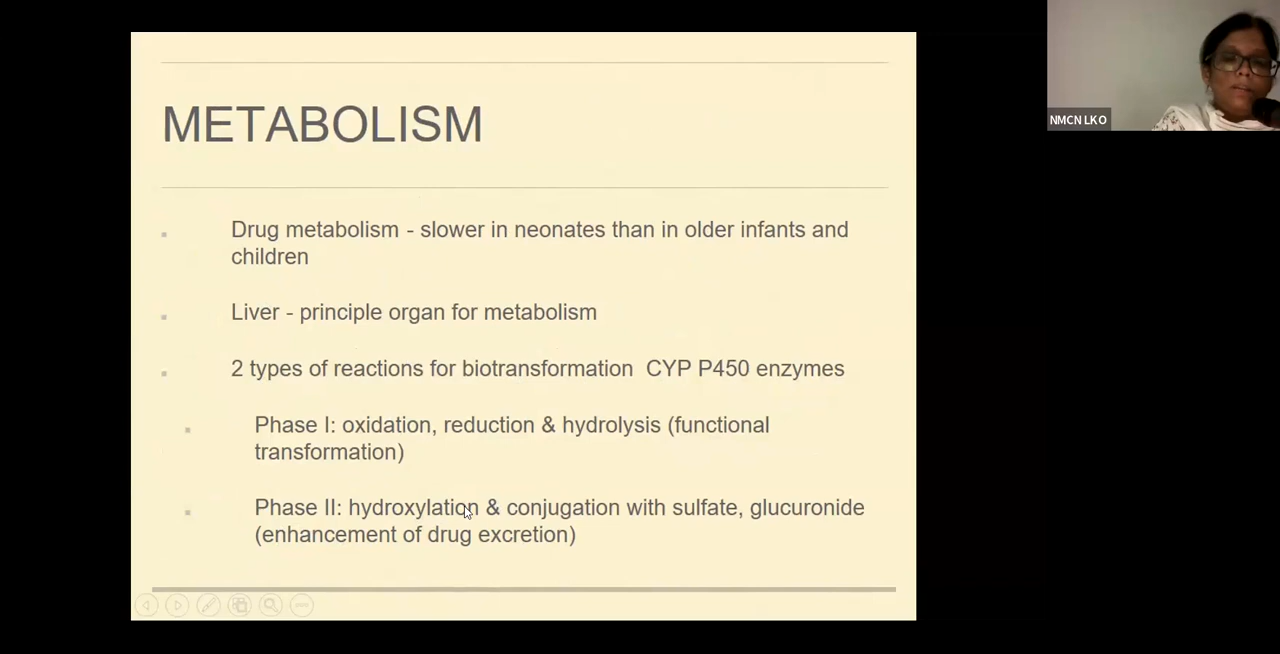 METABOLISM
Drug metabolism - slower in neonates than in older infants and
children
Liver - principle organ for metabolism
2 types of reactions for biotransformation CYP P450 enzymes
Phase I: oxidation, reduction & hydrolysis (functional
transformation)
Phase II: hydroxylation & conjugation with sulfate, glucuronide
(enhancement of drug excretion)
NMCN LKO